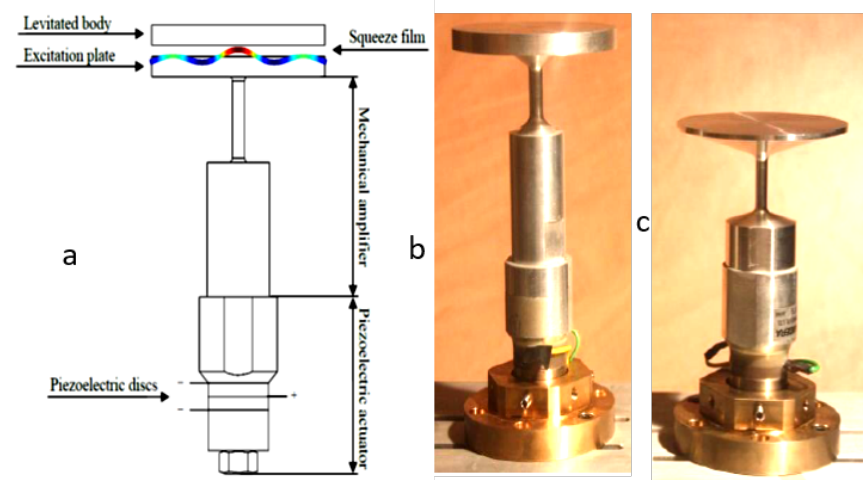 Levitated body
Squeeze film
Excitation plate
Mechanical amplifier
a
b
c
Piezoelectric discs
Piezoelectric actuator